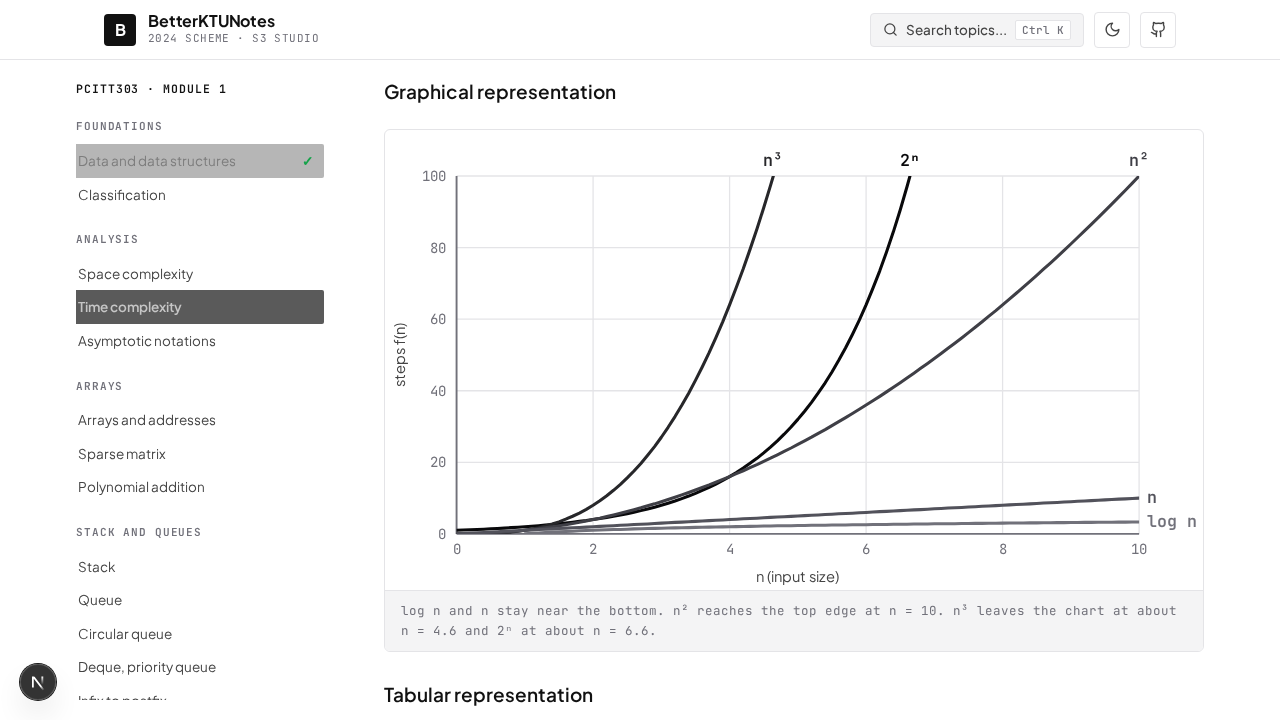 B
BetterKTUNotes
2024 SCHEME · S3 STUDIO
Search topics...
Ctrl K
PCITT303 · MODULE 1
FOUNDATIONS
Data and data structures ✓
Classification
ANALYSIS
Space complexity
Time complexity
Asymptotic notations
ARRAYS
Arrays and addresses
Sparse matrix
Polynomial addition
STACK AND QUEUES
Stack
Queue
Circular queue
Deque, priority queue
Infix to postfix
N
Graphical representation
n³ 2ⁿ n²
100
80
60
40
20
0
steps f(n)
n
log n
0 2 4 6 8 10
n (input size)
log n and n stay near the bottom. n² reaches the top edge at n = 10. n³ leaves the chart at about
n = 4.6 and 2ⁿ at about n = 6.6.
Tabular representation